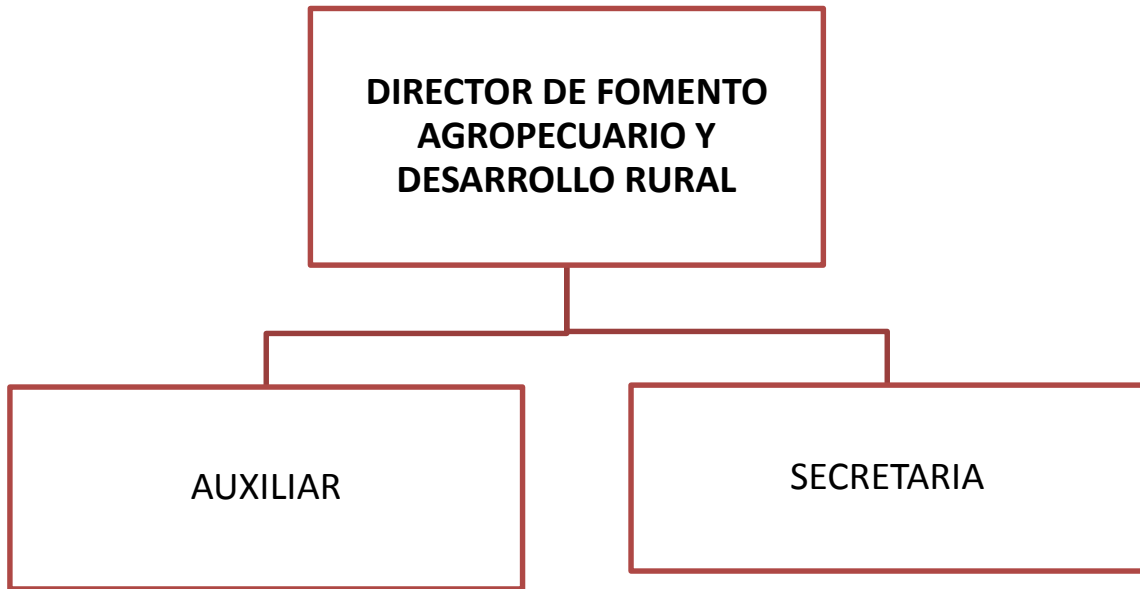 DIRECTOR DE FOMENTO
AGROPECUARIO Y
DESARROLLO RURAL
AUXILIAR
SECRETARIA